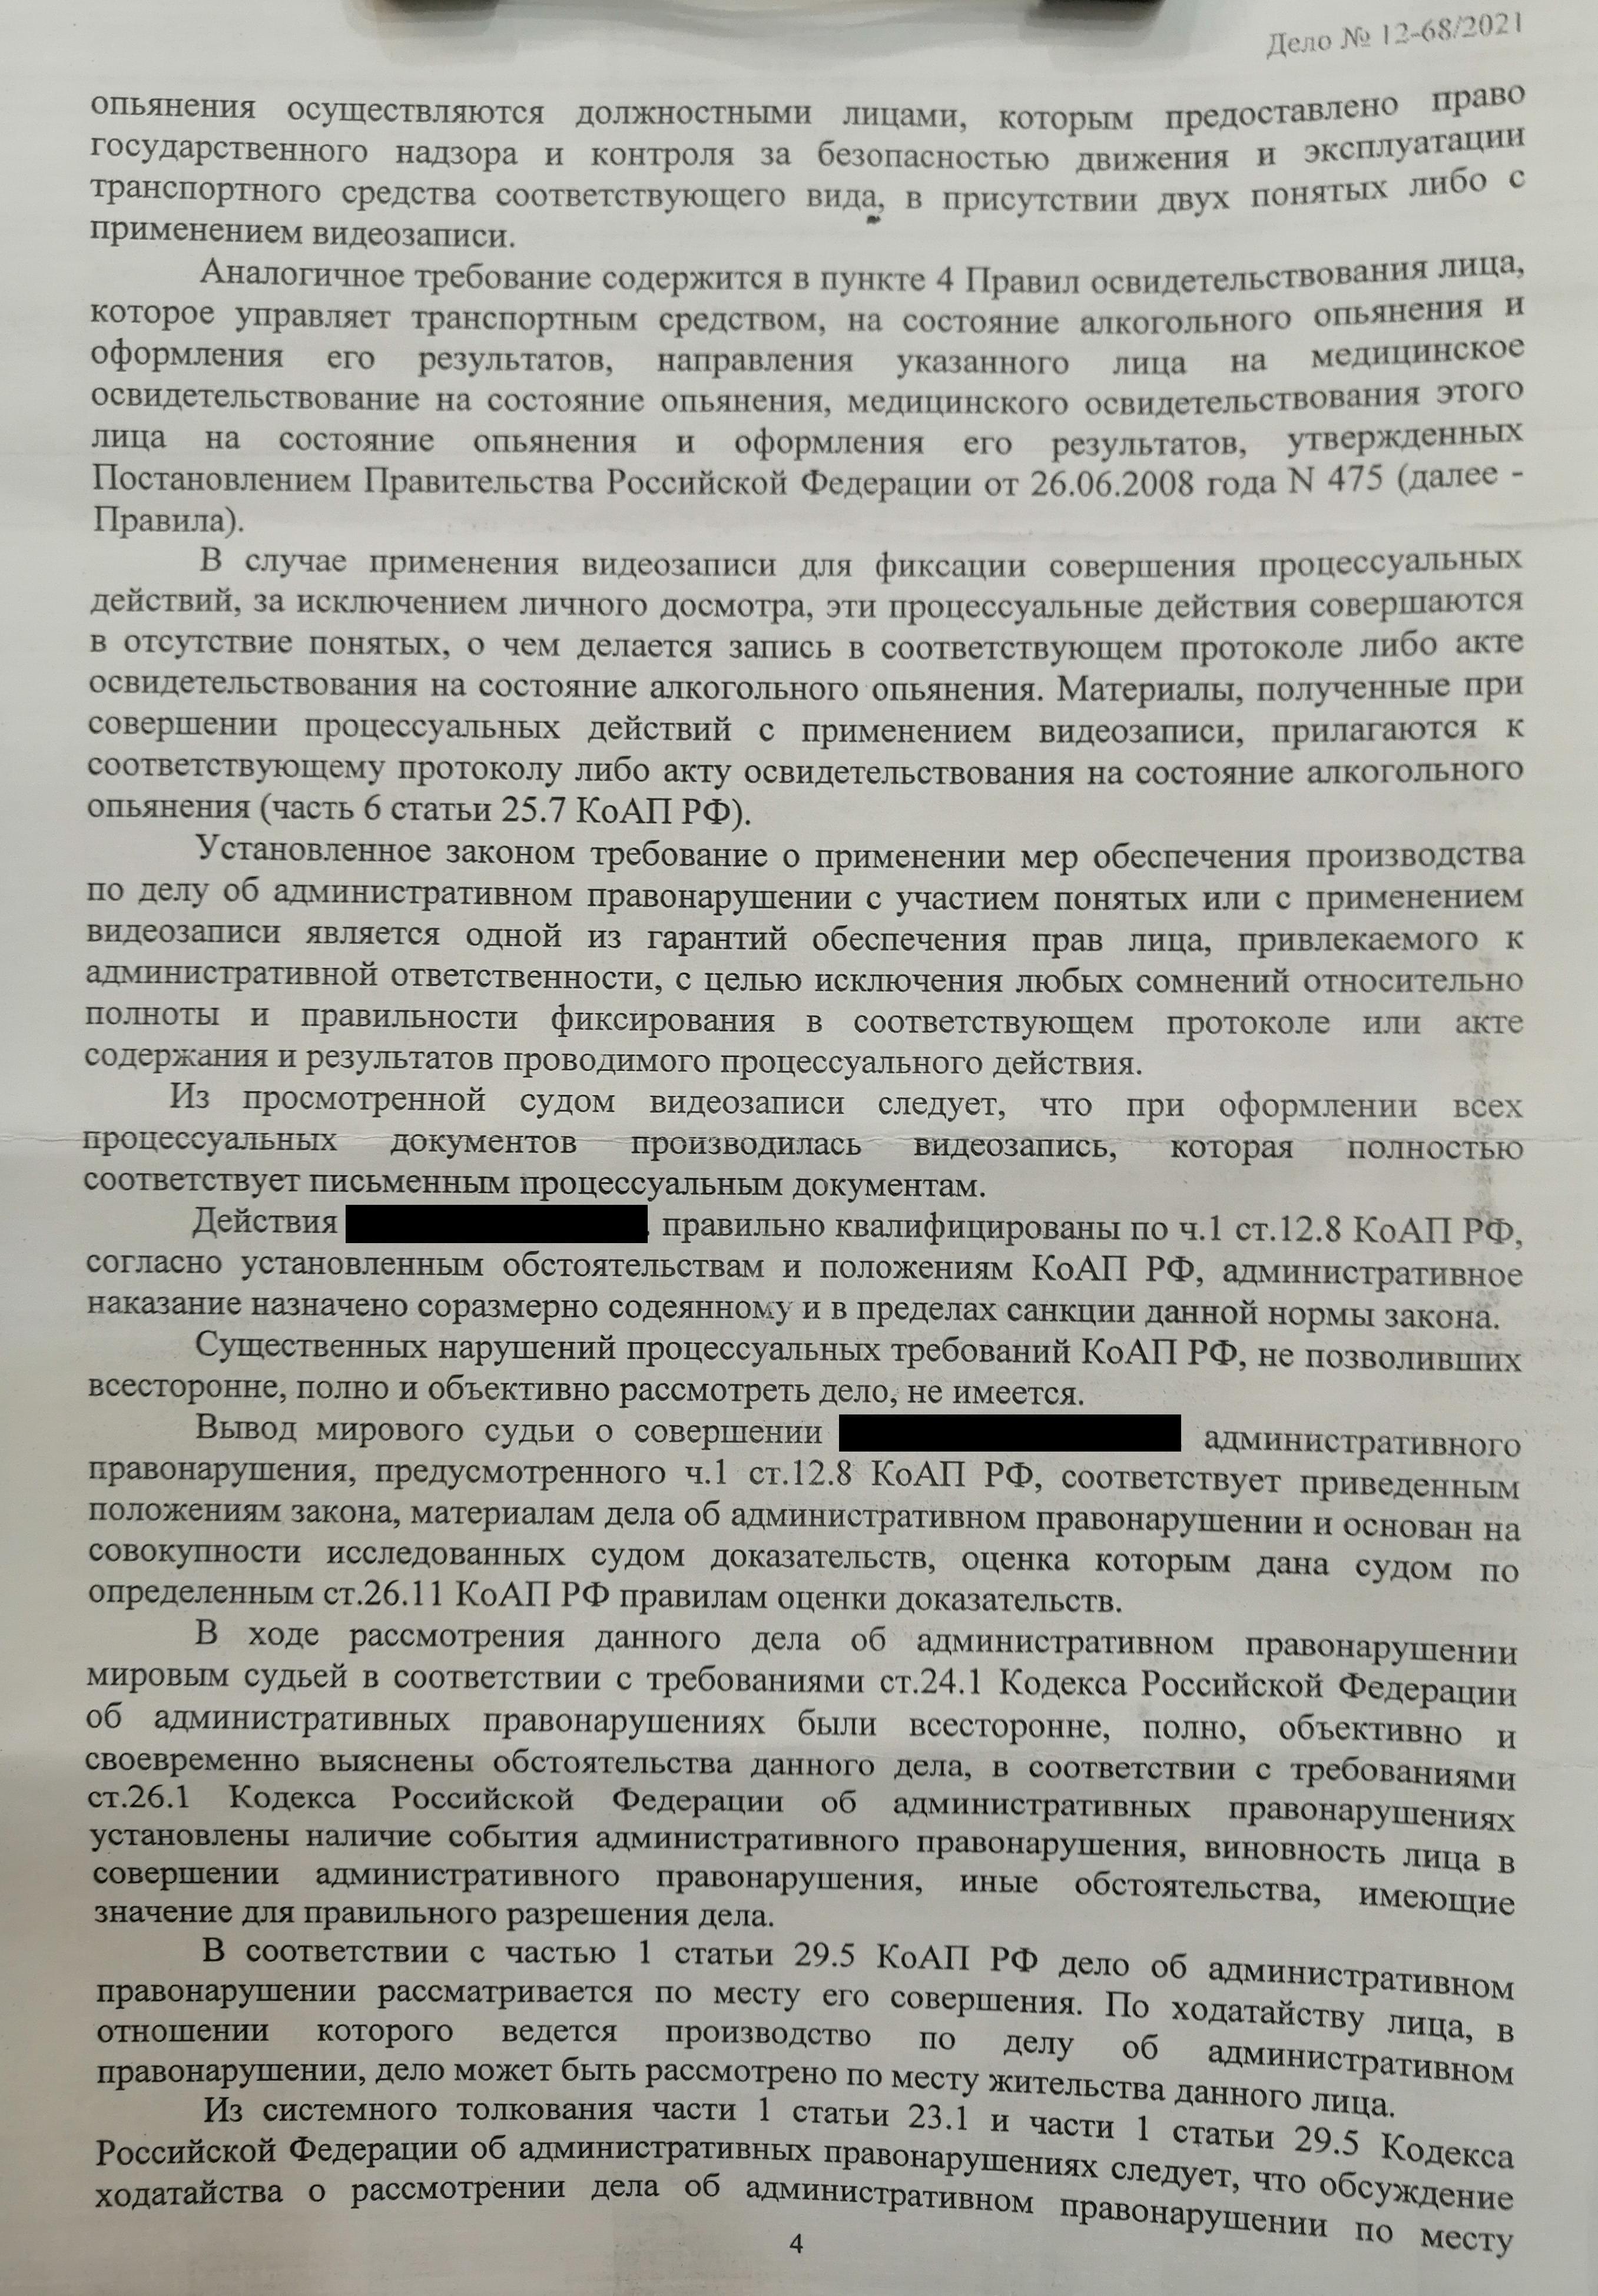 Дело № 12-68/2021
опьянения осуществляются должностными лицами, которым предоставлено право
государственного надзора и контроля за безопасностью движения и эксплуатации
транспортного средства соответствующего вида, в присутствии двух понятых либо с
применением видеозаписи.
Аналогичное требование содержится в пункте 4 Правил освидетельствования лица,
которое управляет транспортным средством, на состояние алкогольного опьянения и
оформления его результатов, направления указанного лица на медицинское
освидетельствование на состояние опьянения, медицинского освидетельствования этого
лица на состояние опьянения и оформления его результатов, утвержденных
Постановлением Правительства Российской Федерации от 26.06.2008 года N 475 (далее -
Правила).
В случае применения видеозаписи для фиксации совершения процессуальных
действий, за исключением личного досмотра, эти процессуальные действия совершаются
в отсутствие понятых, о чем делается запись в соответствующем протоколе либо акте
освидетельствования на состояние алкогольного опьянения. Материалы, полученные при
совершении процессуальных действий с применением видеозаписи, прилагаются к
соответствующему протоколу либо акту освидетельствования на состояние алкогольного
опьянения (часть 6 статьи 25.7 КоАП РФ).
Установленное законом требование о применении мер обеспечения производства
по делу об административном правонарушении с участием понятых или с применением
видеозаписи является одной из гарантий обеспечения прав лица, привлекаемого к
административной ответственности, с целью исключения любых сомнений относительно
полноты и правильности фиксирования в соответствующем протоколе или акте
содержания и результатов проводимого процессуального действия.
Из просмотренной судом видеозаписи следует, что при оформлении всех
процессуальных документов производилась видеозапись, которая полностью
соответствует письменным процессуальным документам.
Действия правильно квалифицированы по ч.1 ст.12.8 КоАП РФ,
согласно установленным обстоятельствам и положениям КоАП РФ, административное
наказание назначено соразмерно содеянному и в пределах санкции данной нормы закона.
Существенных нарушений процессуальных требований КоАП РФ, не позволивших
всесторонне, полно и объективно рассмотреть дело, не имеется.
Вывод мирового судьи о совершении административного
правонарушения, предусмотренного ч.1 ст.12.8 КоАП РФ, соответствует приведенным
положениям закона, материалам дела об административном правонарушении и основан на
совокупности исследованных судом доказательств, оценка которым дана судом по
определенным ст.26.11 КоАП РФ правилам оценки доказательств.
В ходе рассмотрения данного дела об административном правонарушении
мировым судьей в соответствии с требованиями ст.24.1 Кодекса Российской Федерации
об административных правонарушениях были всесторонне, полно, объективно и
своевременно выяснены обстоятельства данного дела, в соответствии с требованиями
ст.26.1 Кодекса Российской Федерации об административных правонарушениях
установлены наличие события административного правонарушения, виновность лица в
совершении административного правонарушения, иные обстоятельства, имеющие
значение для правильного разрешения дела.
В соответствии с частью 1 статьи 29.5 КоАП РФ дело об административном
правонарушении рассматривается по месту его совершения. По ходатайству лица, в
отношении которого ведется производство по делу об административном
правонарушении, дело может быть рассмотрено по месту жительства данного лица.
Из системного толкования части 1 статьи 23.1 и части 1 статьи 29.5 Кодекса
Российской Федерации об административных правонарушениях следует, что обсуждение
ходатайства о рассмотрении дела об административном правонарушении по месту
4